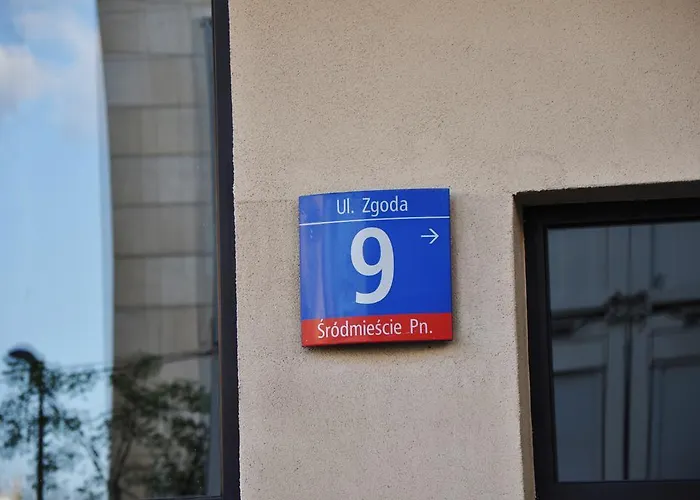 Ul. Zgoda
9 →
Śródmieście Pn.